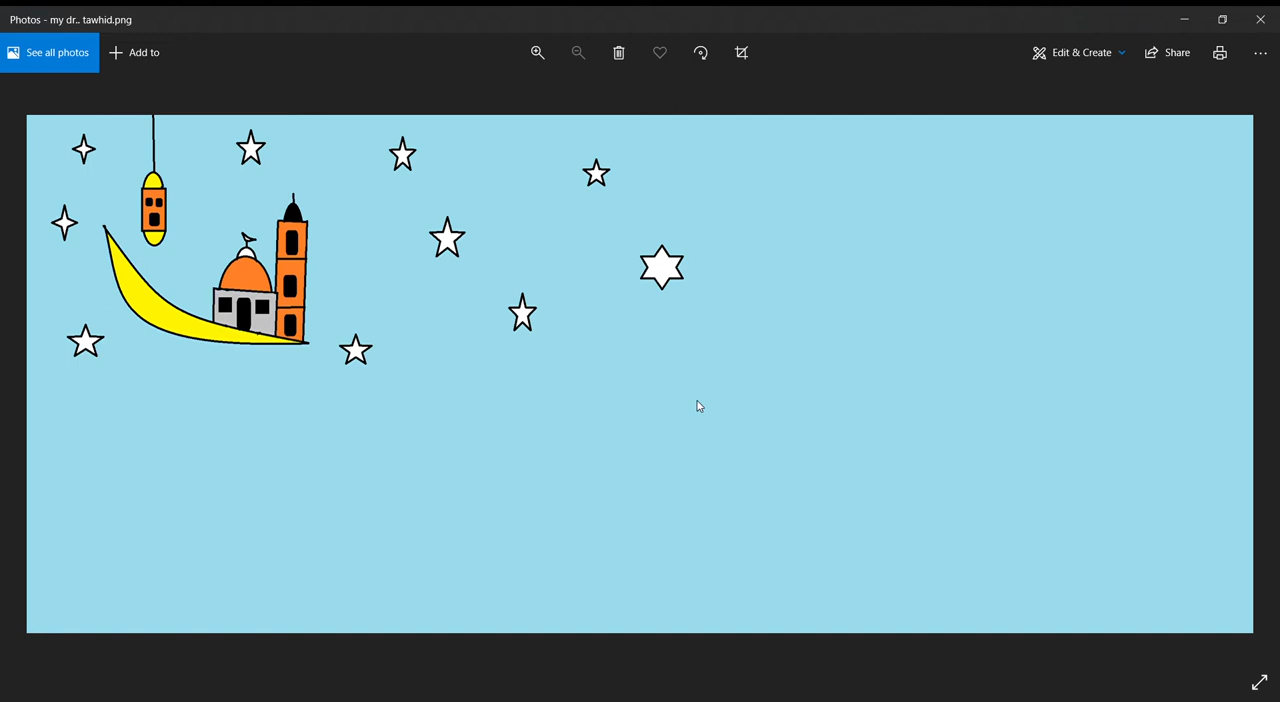 Photos - my dr.. tawhid.png
See all photos
Add to
Edit & Create
Share